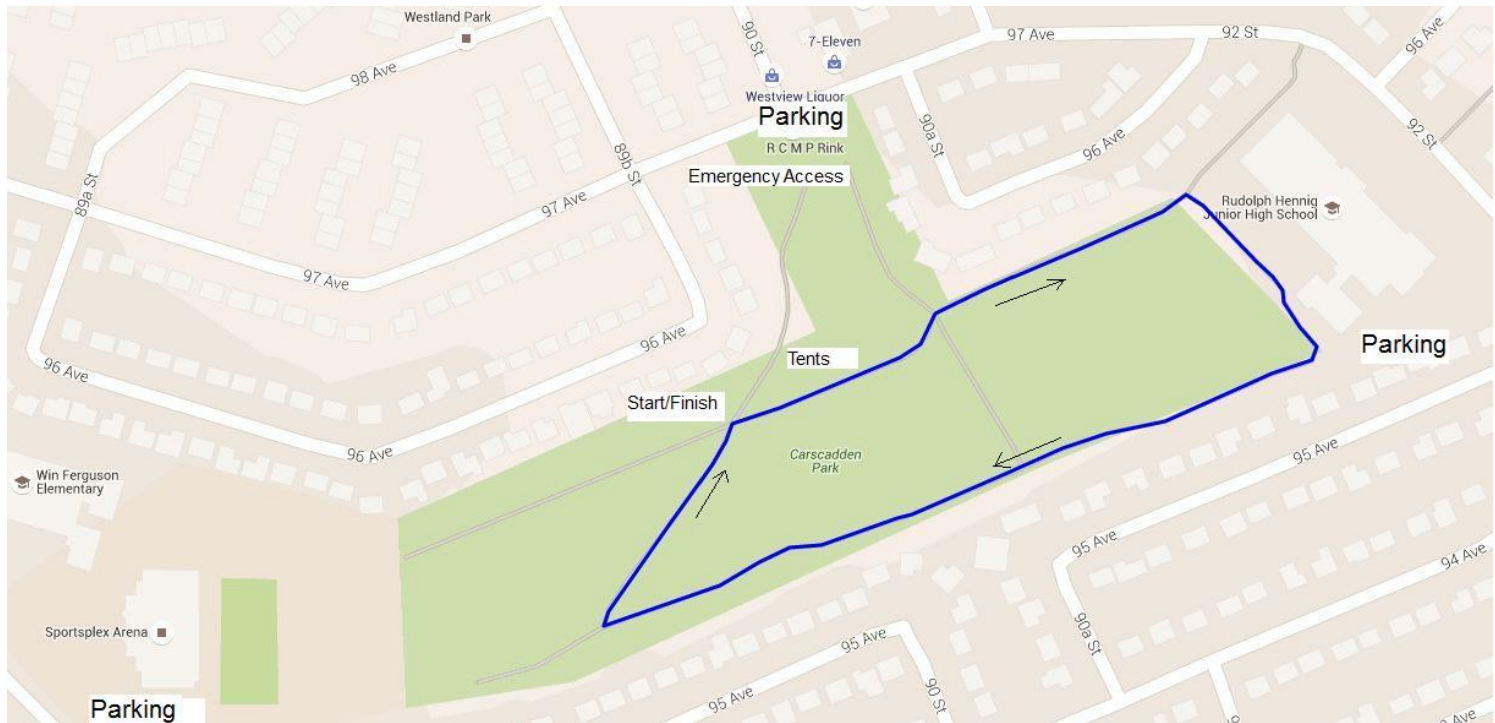 Westland Park
90 St
7-Eleven
97 Ave
92 St
96 Ave
98 Ave
Westview Liquor
Parking
R C M P Rink
Emergency Access
90a St
96 Ave
92 St
89b St
89a St
97 Ave
Rudolph Hennig
Junior High School
97 Ave
96 Ave
Parking
96 Ave
Tents
Start/Finish
Carscadden
Park
96 Ave
95 Ave
Win Ferguson
Elementary
95 Ave
94 Ave
Sportsplex Arena
95 Ave
90a St
90 St
95 Ave
Parking